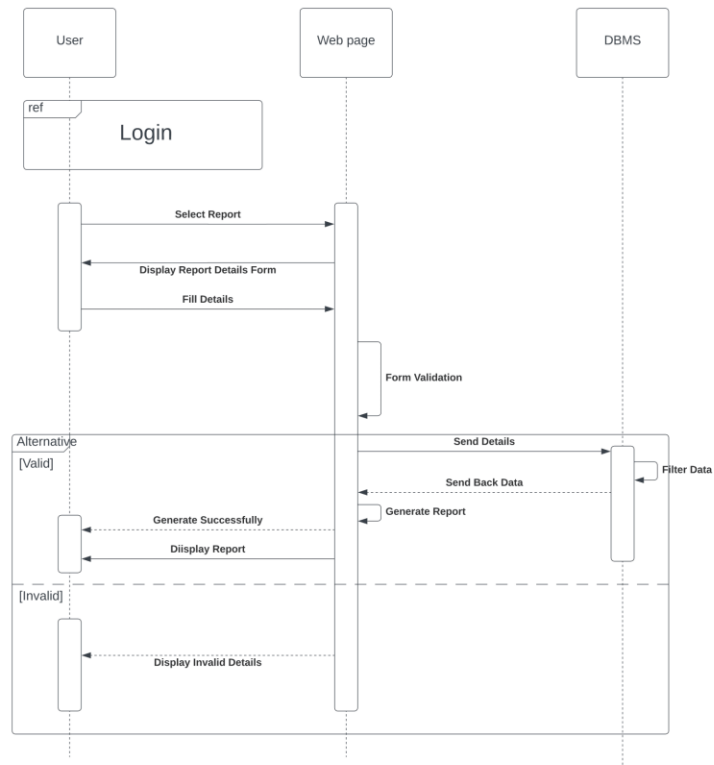 User
Web page
DBMS
ref
Login
Select Report
Display Report Details Form
Fill Details
Form Validation
Alternative
[Valid]
Send Details
Filter Data
Send Back Data
Generate Report
Generate Successfully
Diisplay Report
[Invalid]
Display Invalid Details